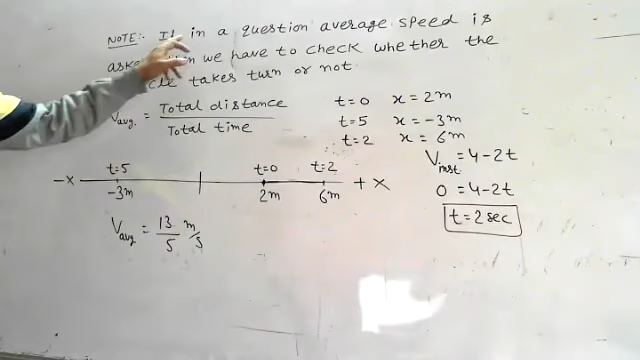 NOTE:- If in a question average speed is
asked we have to check whether the
takes turn or not.
Vavg. = Total distance / Total time
t=0 x = 2m
t=5 x = -3m
t=2 x = 6m
Vinst = 4-2t
0 = 4-2t
t=2 sec
t=5 t=0 t=2
-x +x
-3m 2m 6m
Vavg = 13/5 m/s